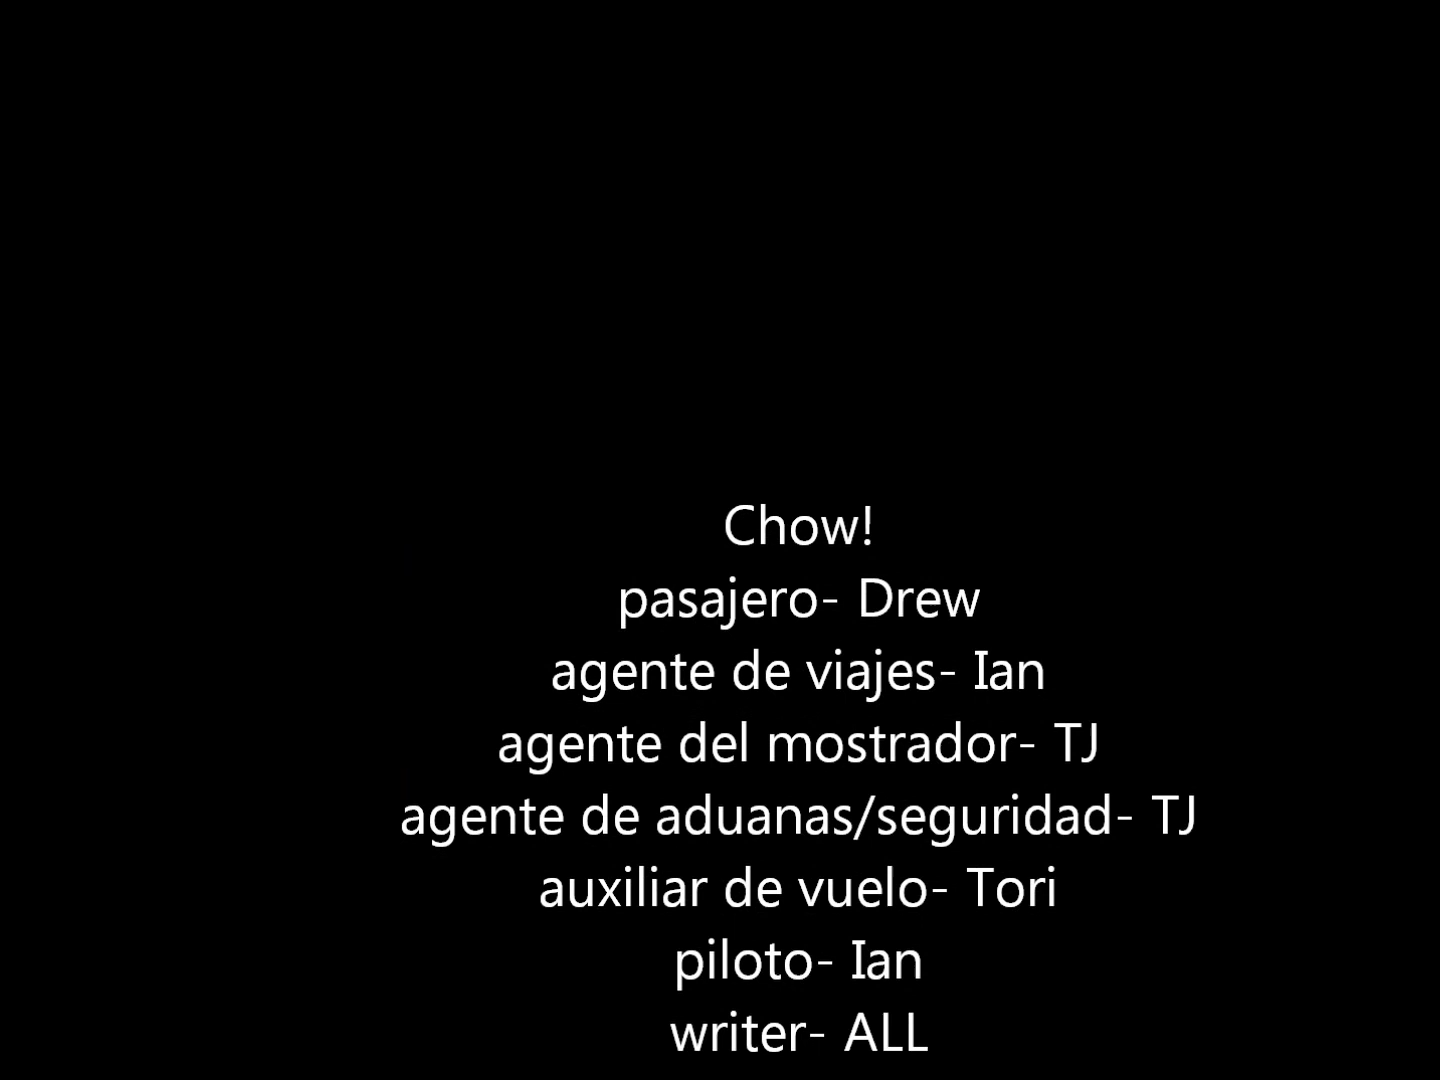 Chow!
pasajero- Drew
agente de viajes- Ian
agente del mostrador- TJ
agente de aduanas/seguridad- TJ
auxiliar de vuelo- Tori
piloto- Ian
writer- ALL